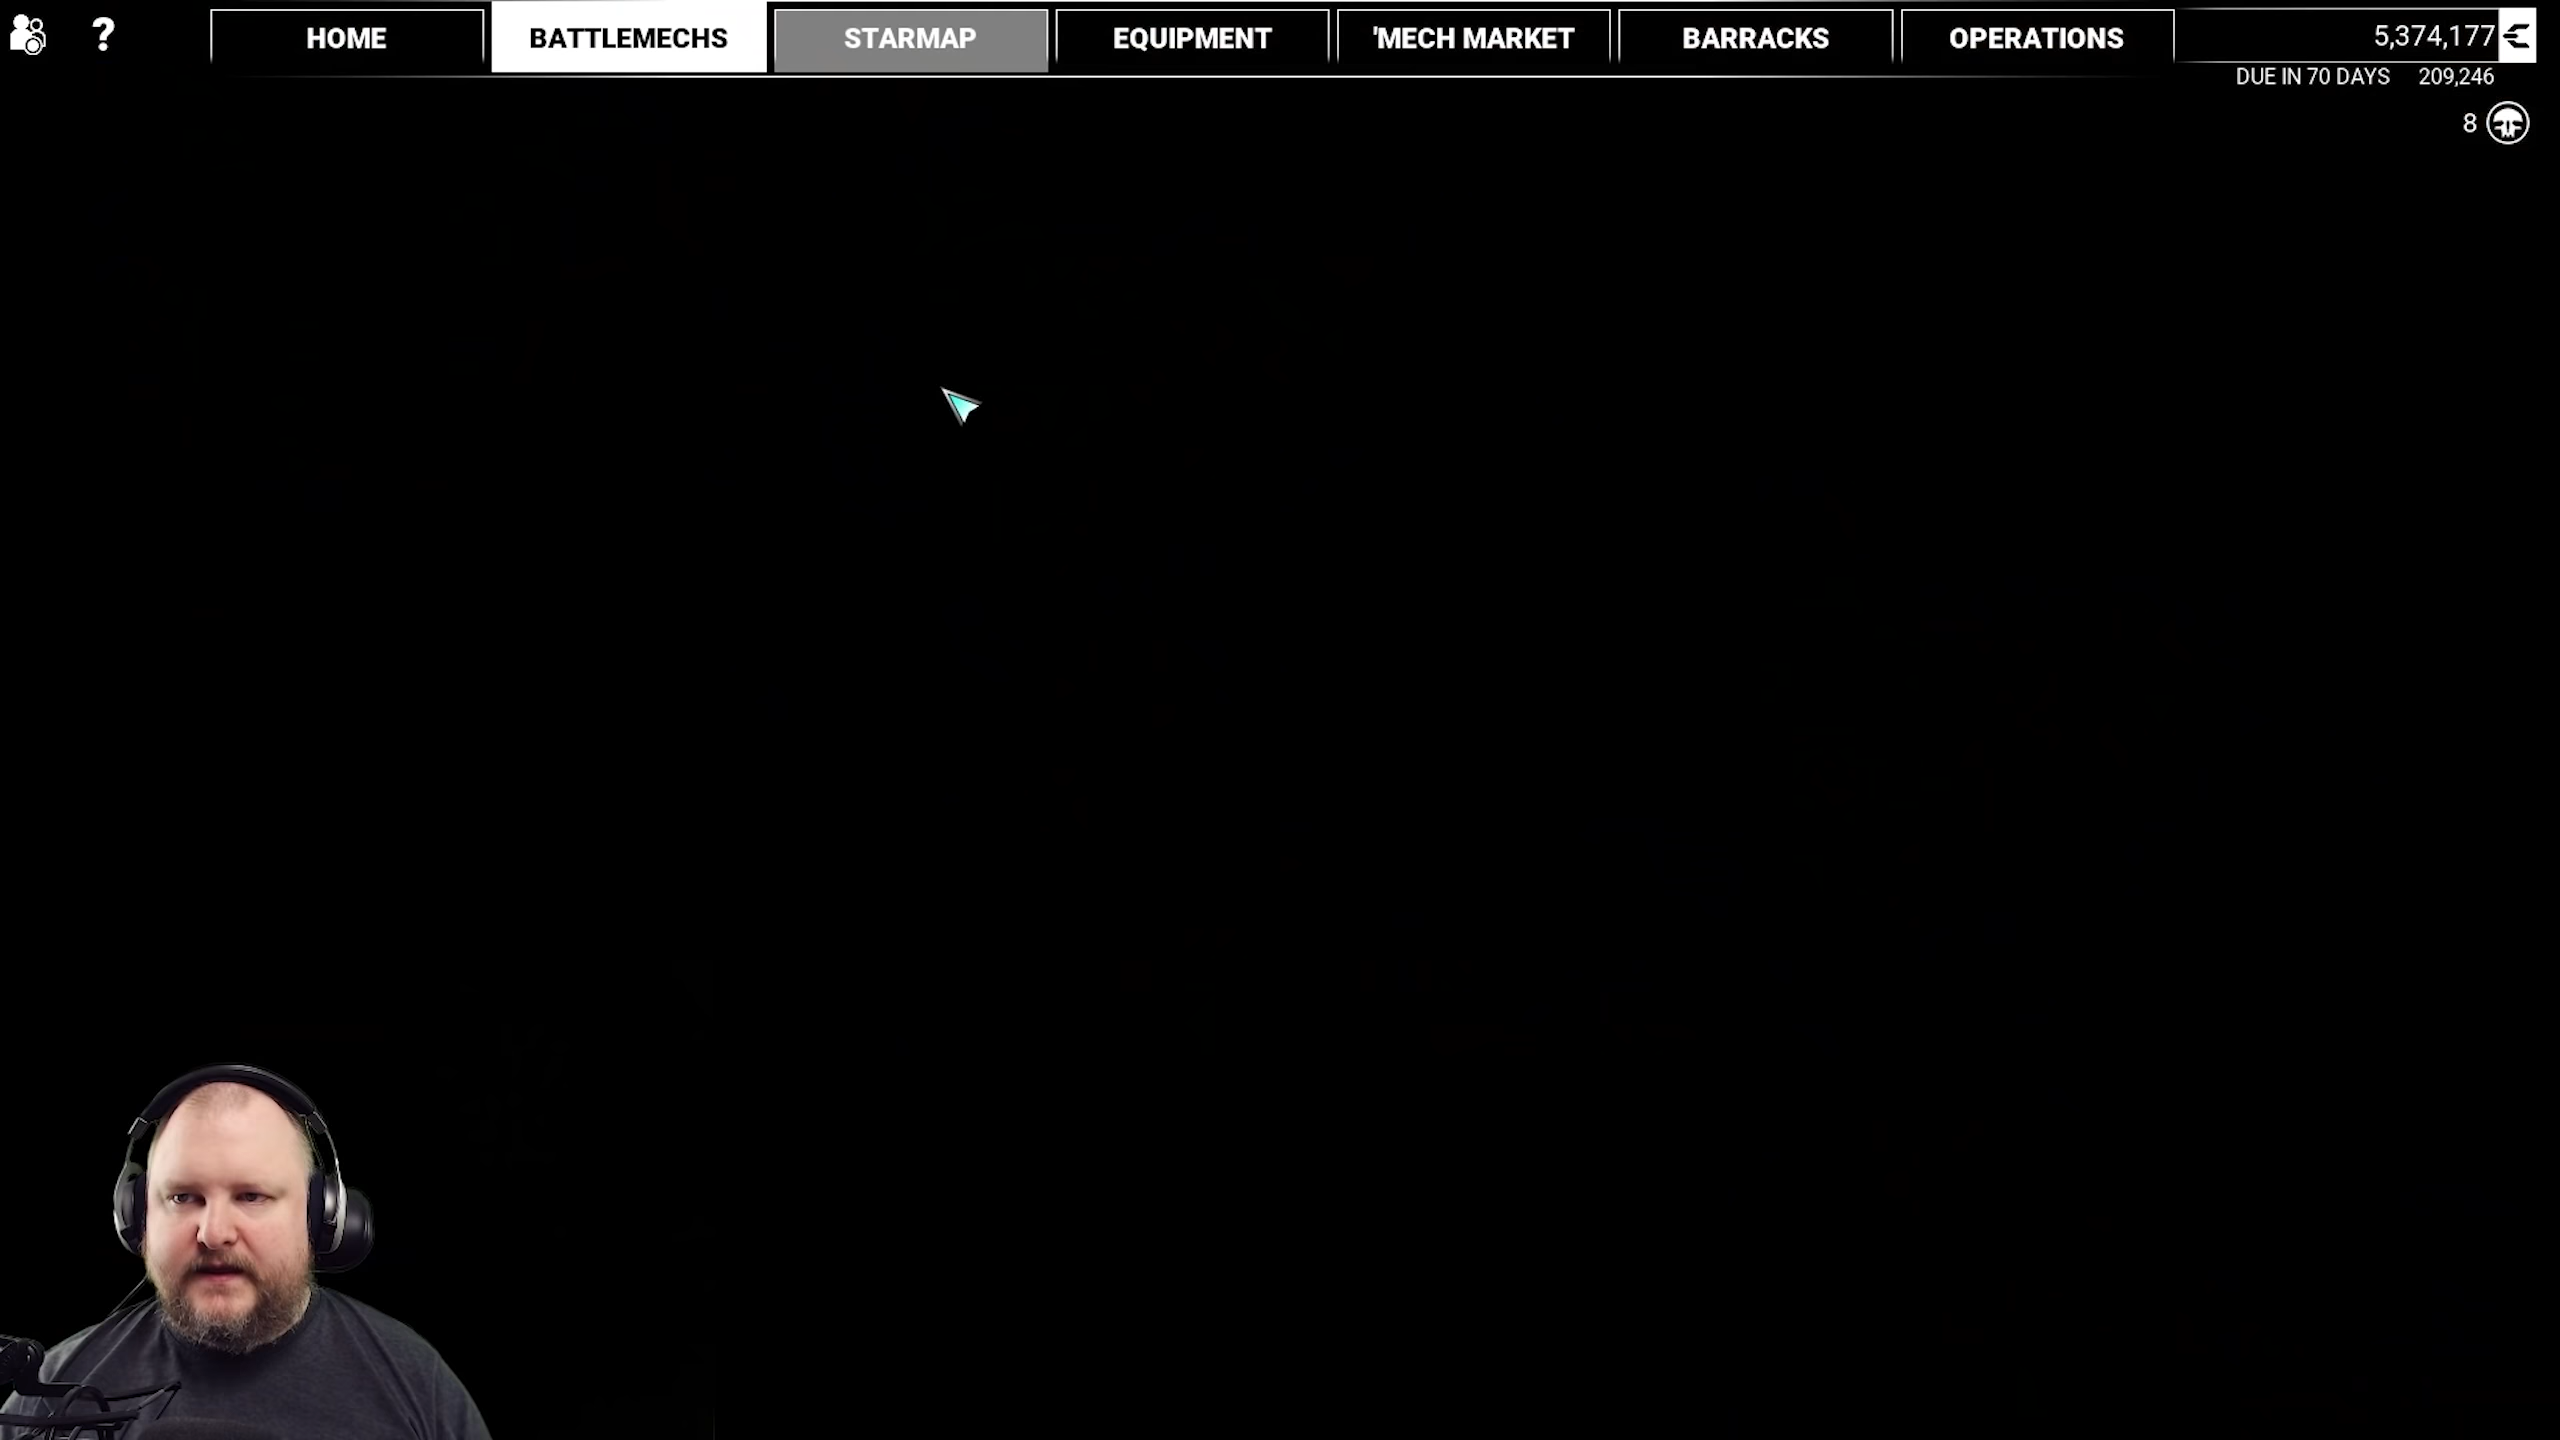 ?
HOME
BATTLEMECHS
STARMAP
EQUIPMENT
'MECH MARKET
BARRACKS
OPERATIONS
5,374,177
DUE IN 70 DAYS 209,246
8